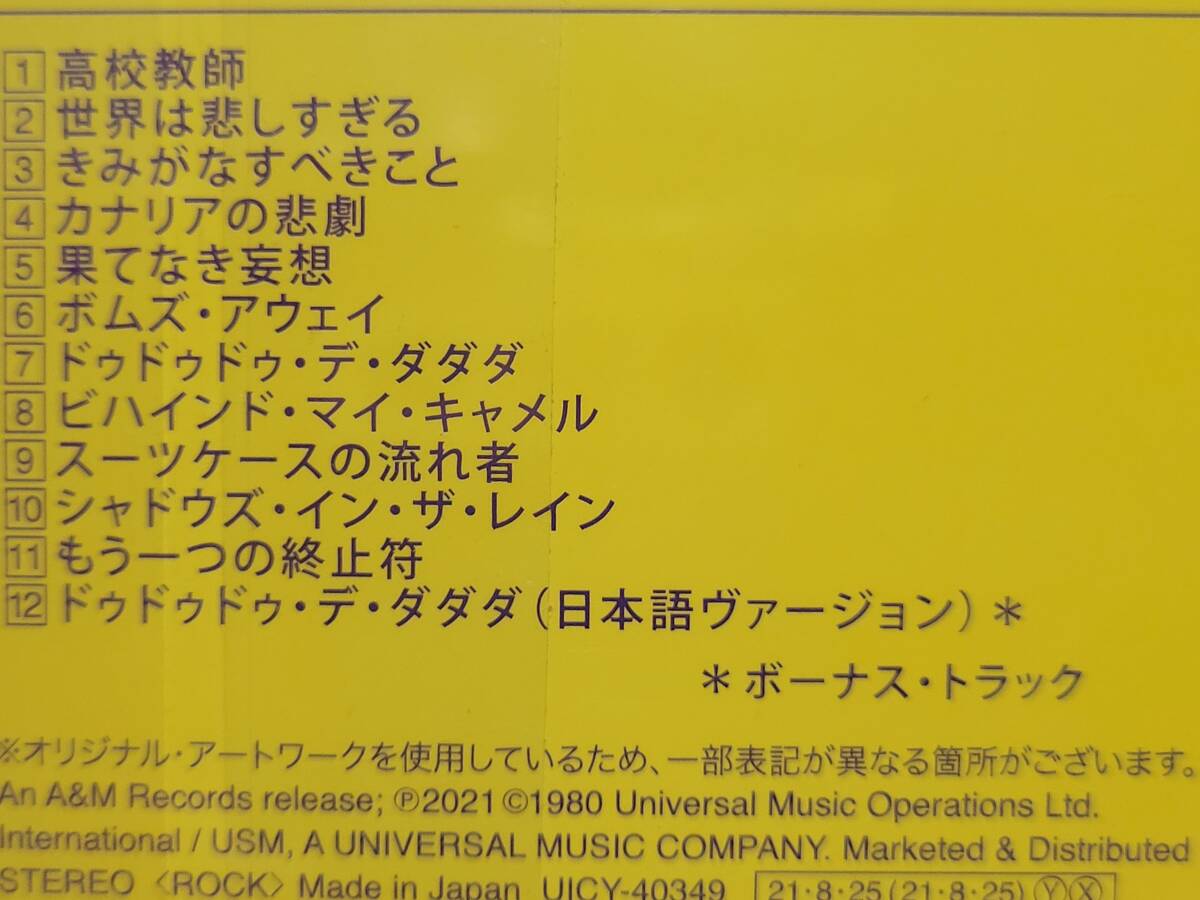 1 高校教師
2 世界は悲しすぎる
3 きみがなすべきこと
4 カナリアの悲劇
5 果てなき妄想
6 ボムズ・アウェイ
7 ドゥドゥドゥ・デ・ダダダ
8 ビハインド・マイ・キャメル
9 スーツケースの流れ者
10 シャドウズ・イン・ザ・レイン
11 もう一つの終止符
12 ドゥドゥドゥ・デ・ダダダ（日本語ヴァージョン）＊
＊ボーナス・トラック
※オリジナル・アートワークを使用しているため、一部表記が異なる箇所がございます。
An A&M Records release; ℗2021 ©1980 Universal Music Operations Ltd.
International / USM, A UNIVERSAL MUSIC COMPANY. Marketed & Distributed
STEREO 〈ROCK〉 Made in Japan UICY-40349 21・8・25 (21・8・25) Ⓨ Ⓧ